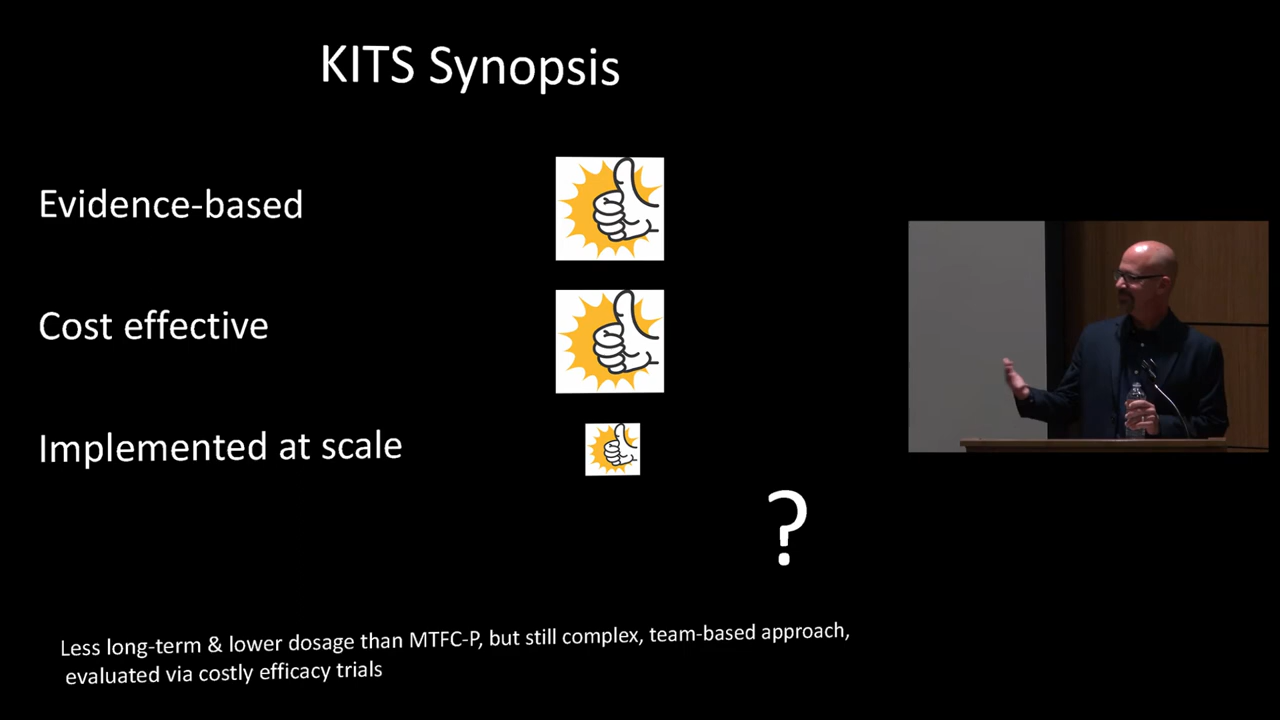 KITS Synopsis
Evidence-based
Cost effective
Implemented at scale
?
Less long-term & lower dosage than MTFC-P, but still complex, team-based approach,
evaluated via costly efficacy trials